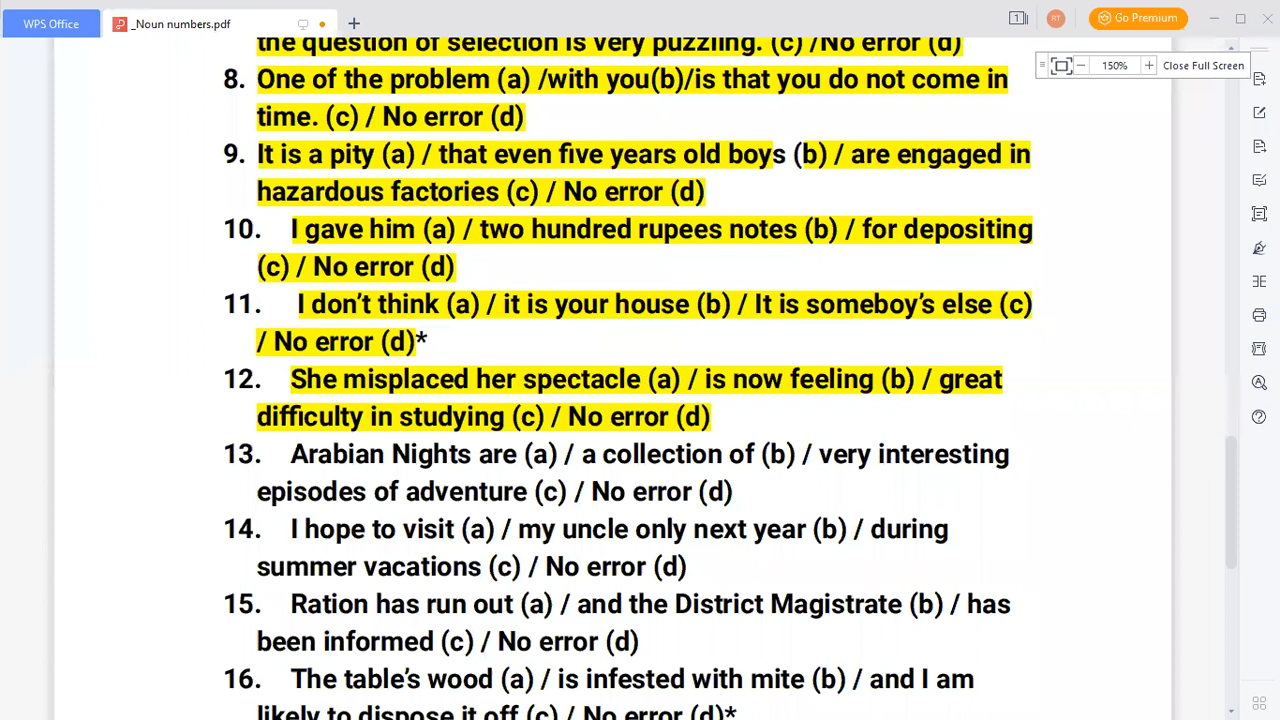 WPS Office
_Noun numbers.pdf
1
RT
Go Premium
150%
Close Full Screen
the question of selection is very puzzling. (c) /No error (d)
8. One of the problem (a) /with you(b)/is that you do not come in
time. (c) / No error (d)
9. It is a pity (a) / that even five years old boys (b) / are engaged in
hazardous factories (c) / No error (d)
10. I gave him (a) / two hundred rupees notes (b) / for depositing
(c) / No error (d)
11. I don’t think (a) / it is your house (b) / It is someboy’s else (c)
/ No error (d)*
12. She misplaced her spectacle (a) / is now feeling (b) / great
difficulty in studying (c) / No error (d)
13. Arabian Nights are (a) / a collection of (b) / very interesting
episodes of adventure (c) / No error (d)
14. I hope to visit (a) / my uncle only next year (b) / during
summer vacations (c) / No error (d)
15. Ration has run out (a) / and the District Magistrate (b) / has
been informed (c) / No error (d)
16. The table’s wood (a) / is infested with mite (b) / and I am
likely to dispose it off (c) / No error (d)*